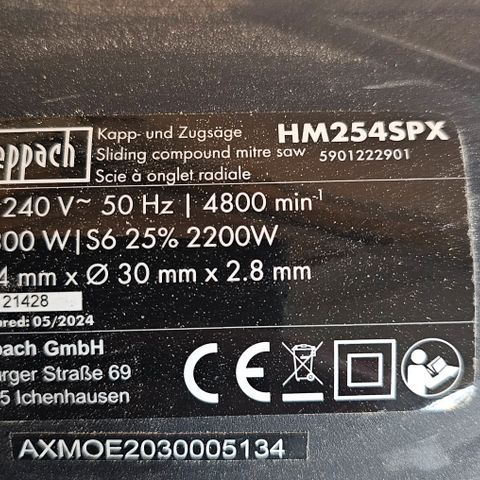 eppach
Kapp- und Zugsäge HM254SPX
Sliding compound mitre saw 5901222901
Scie à onglet radiale
240 V~ 50 Hz | 4800 min⁻¹
00 W | S6 25% 2200W
4 mm x Ø 30 mm x 2.8 mm
21428
ured: 05/2024
pach GmbH
rger Straße 69
5 Ichenhausen
CE
AXMOE2030005134